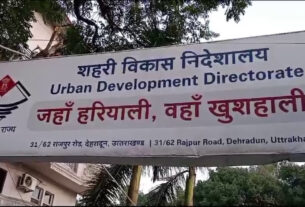 शहरी विकास निदेशालय
Urban Development Directorate
जहाँ हरियाली, वहाँ खुशहाली
राज्य
31/62 राजपुर रोड, देहरादून, उत्तराखण्ड | 31/62 Rajpur Road, Dehradun, Uttrakha